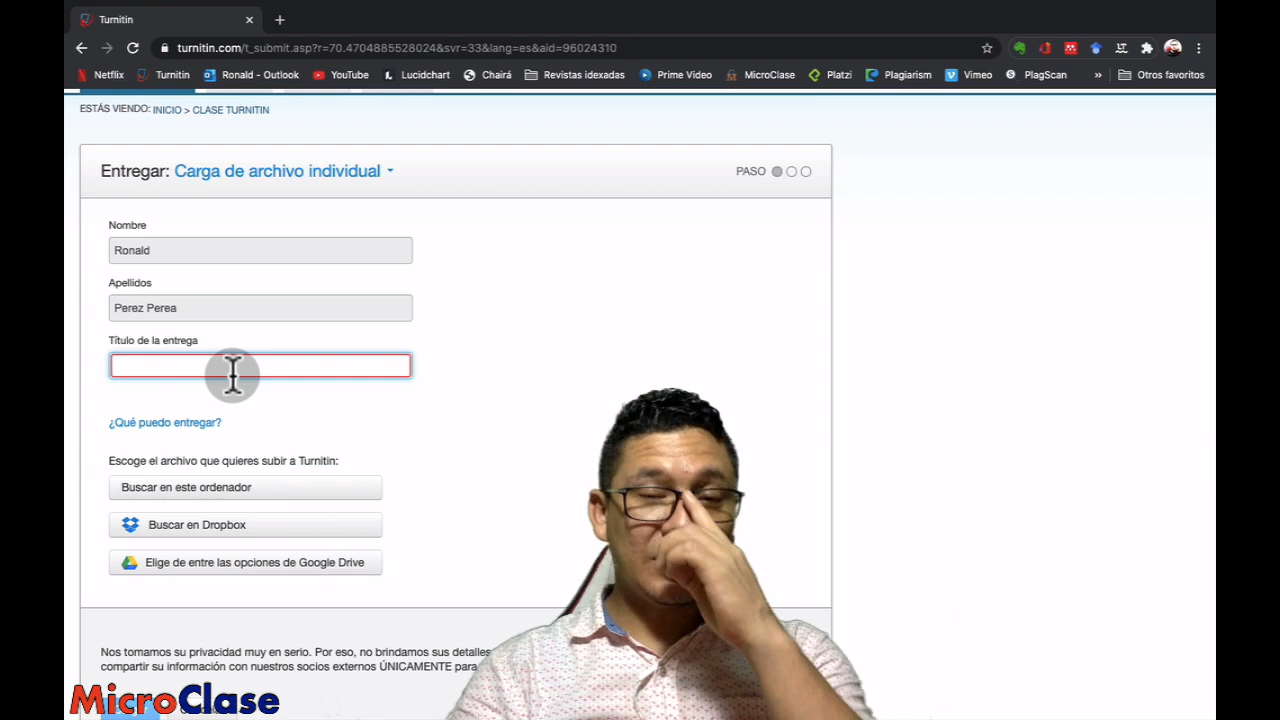 Turnitin
turnitin.com/t_submit.asp?r=70.4704885528024&svr=33&lang=es&aid=96024310
Netflix Turnitin Ronald - Outlook YouTube Lucidchart Chairá Revistas idexadas Prime Video MicroClase Platzi Plagiarism Vimeo PlagScan » Otros favoritos
ESTÁS VIENDO: INICIO > CLASE TURNITIN
Entregar: Carga de archivo individual
PASO
Nombre
Ronald
Apellidos
Perez Perea
Título de la entrega
¿Qué puedo entregar?
Escoge el archivo que quieres subir a Turnitin:
Buscar en este ordenador
Buscar en Dropbox
Elige de entre las opciones de Google Drive
Nos tomamos su privacidad muy en serio. Por eso, no brindamos sus detalles
compartir su información con nuestros socios externos ÚNICAMENTE para
MicroClase